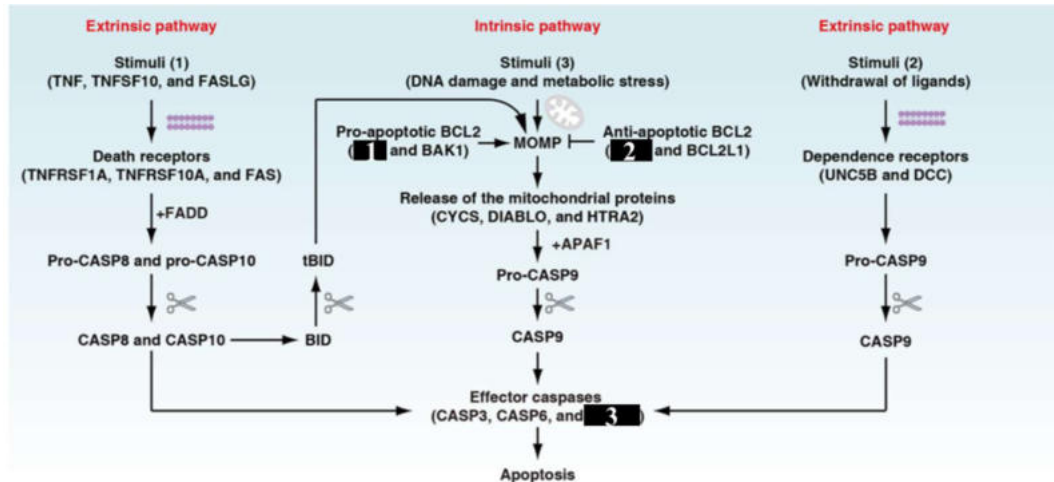 Extrinsic pathway
Stimuli (1)
(TNF, TNFSF10, and FASLG)
Death receptors
(TNFRSF1A, TNFRSF10A, and FAS)
+FADD
Pro-CASP8 and pro-CASP10
CASP8 and CASP10
BID
tBID
Intrinsic pathway
Stimuli (3)
(DNA damage and metabolic stress)
Pro-apoptotic BCL2
(1 and BAK1)
MOMP
Anti-apoptotic BCL2
(2 and BCL2L1)
Release of the mitochondrial proteins
(CYCS, DIABLO, and HTRA2)
+APAF1
Pro-CASP9
CASP9
Extrinsic pathway
Stimuli (2)
(Withdrawal of ligands)
Dependence receptors
(UNC5B and DCC)
Pro-CASP9
CASP9
Effector caspases
(CASP3, CASP6, and 3)
Apoptosis